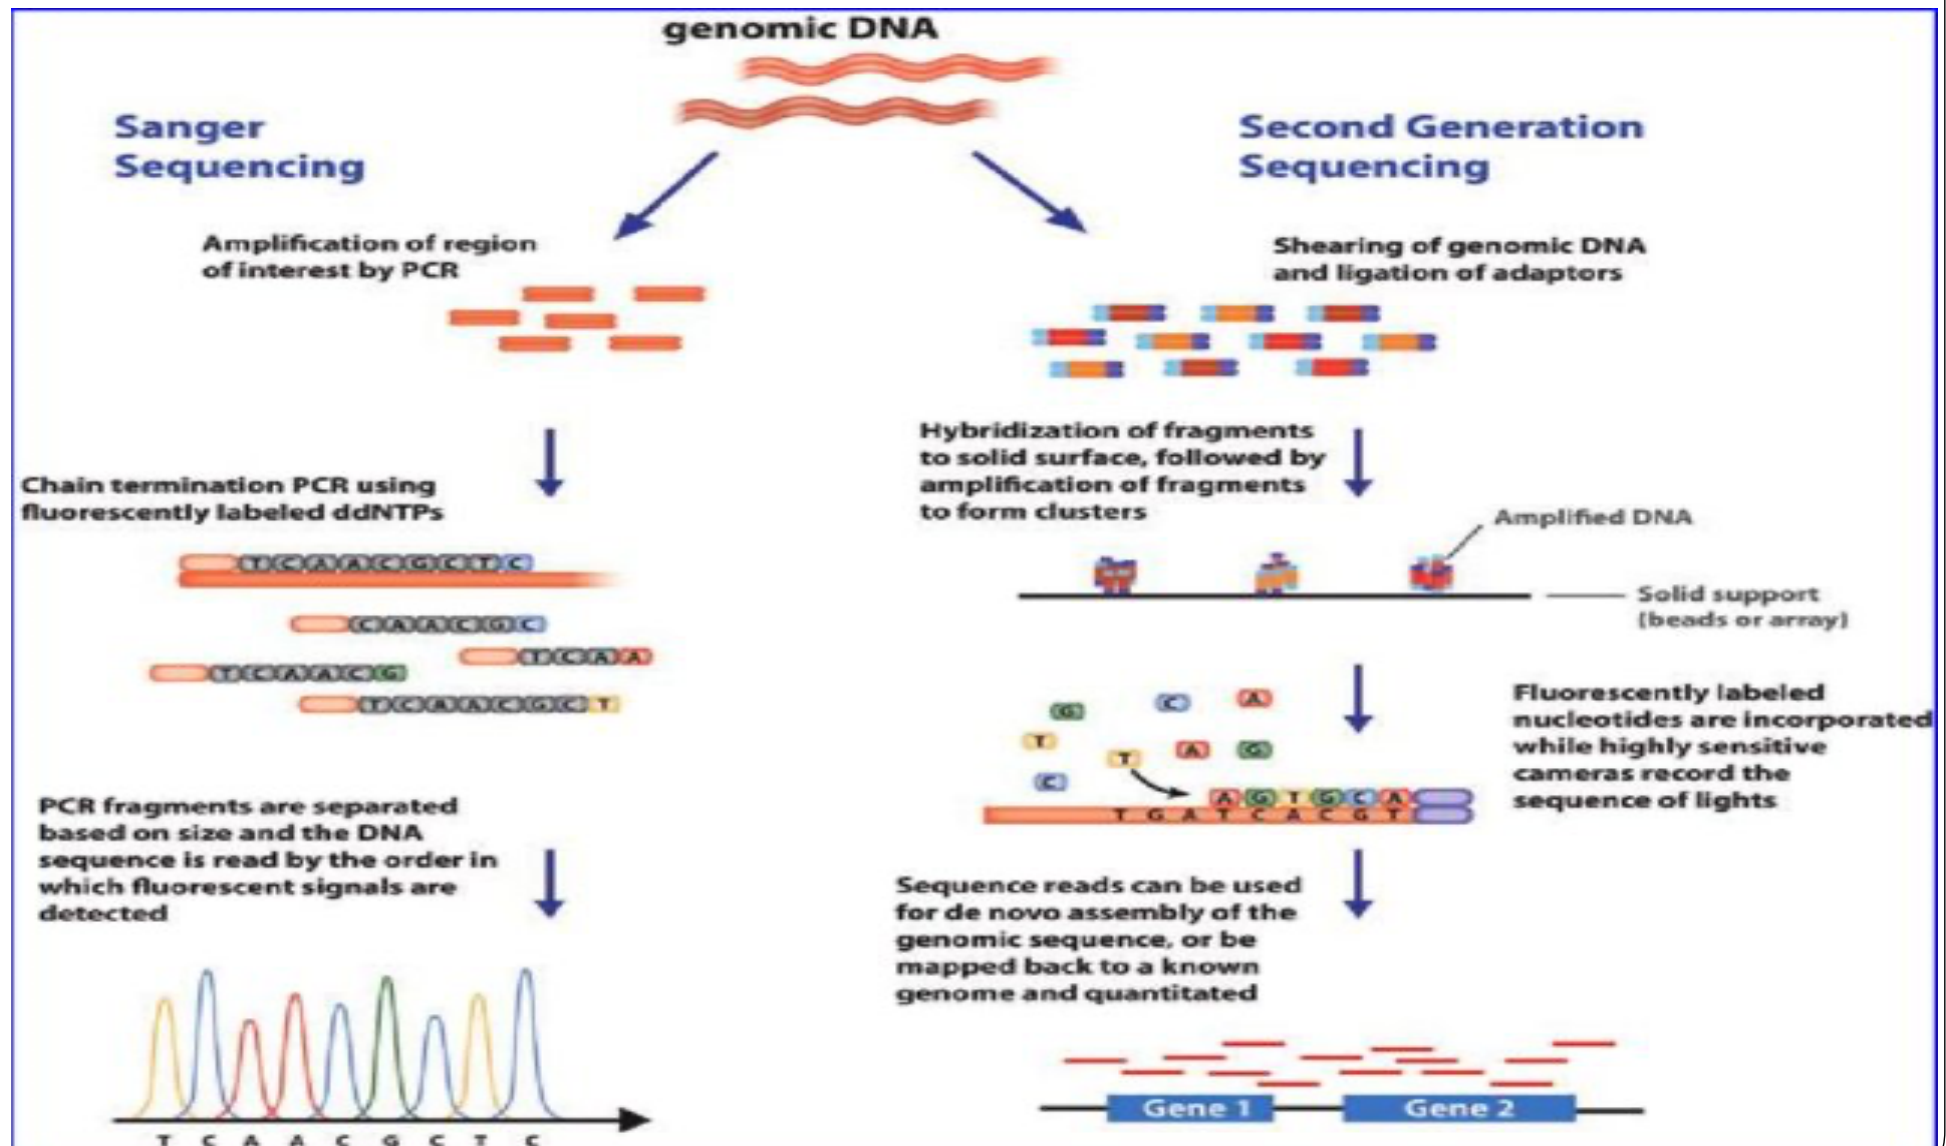 genomic DNA
Sanger
Sequencing
Second Generation
Sequencing
Amplification of region
of interest by PCR
Shearing of genomic DNA
and ligation of adaptors
Chain termination PCR using
fluorescently labeled ddNTPs
Hybridization of fragments
to solid surface, followed by
amplification of fragments
to form clusters
Amplified DNA
Solid support
(beads or array)
T C A A C G C T C
C A A C G C
T C A A
T C A A C G
T C A A C G C T
Fluorescently labeled
nucleotides are incorporated
while highly sensitive
cameras record the
sequence of lights
G C A
T T A G
C
A G T G C A
T G A T C A C G T
PCR fragments are separated
based on size and the DNA
sequence is read by the order in
which fluorescent signals are
detected
Sequence reads can be used
for de novo assembly of the
genomic sequence, or be
mapped back to a known
genome and quantitated
T C A A C G C T C
Gene 1 Gene 2